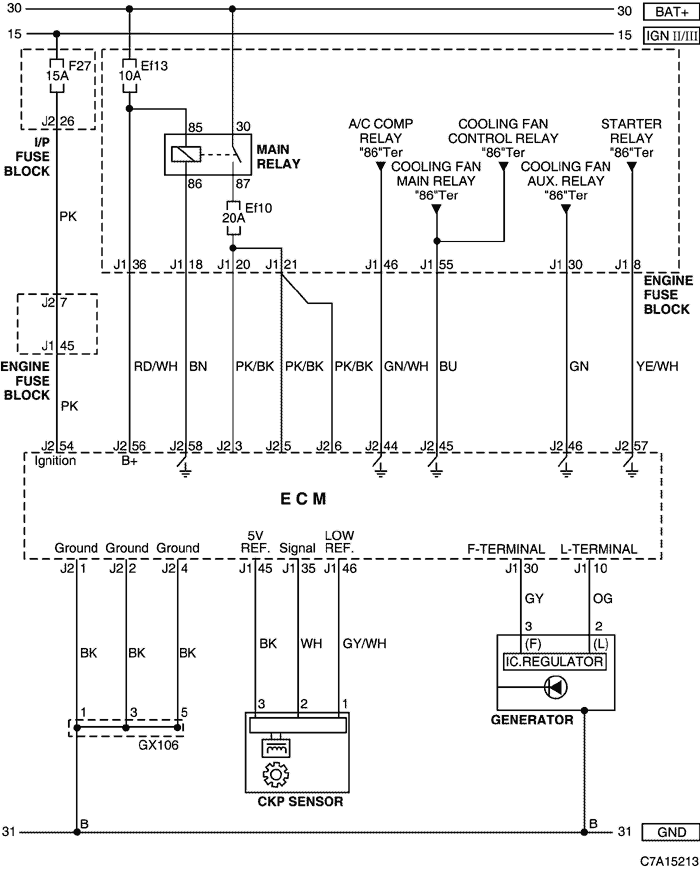 30 30 BAT+
15 15 IGN II/III
F27 Ef13
15A 10A
J2 26 85 30 A/C COMP COOLING FAN STARTER
I/P MAIN RELAY CONTROL RELAY RELAY
FUSE RELAY "86"Ter "86"Ter "86"Ter
BLOCK COOLING FAN COOLING FAN
86 87 MAIN RELAY AUX. RELAY
"86"Ter "86"Ter
Ef10
20A
PK
J1 36 J1 18 J1 20 J1 21 J1 46 J1 55 J1 30 J1 8
ENGINE
FUSE
BLOCK
J2 7
J1 45
ENGINE
FUSE
BLOCK
RD/WH BN PK/BK PK/BK PK/BK GN/WH BU GN YE/WH
PK
J2 54 J2 56 J2 58 J2 3 J2 5 J2 6 J2 44 J2 45 J2 46 J2 57
Ignition B+
ECM
5V LOW
Ground Ground Ground REF. Signal REF. F-TERMINAL L-TERMINAL
J2 1 J2 2 J2 4 J1 45 J1 35 J1 46 J1 30 J1 10
GY OG
3 2
BK BK BK BK WH GY/WH (F) (L)
IC.REGULATOR
1 3 5 3 2 1
GENERATOR
GX106
CKP SENSOR
31 B B 31 GND
C7A15213